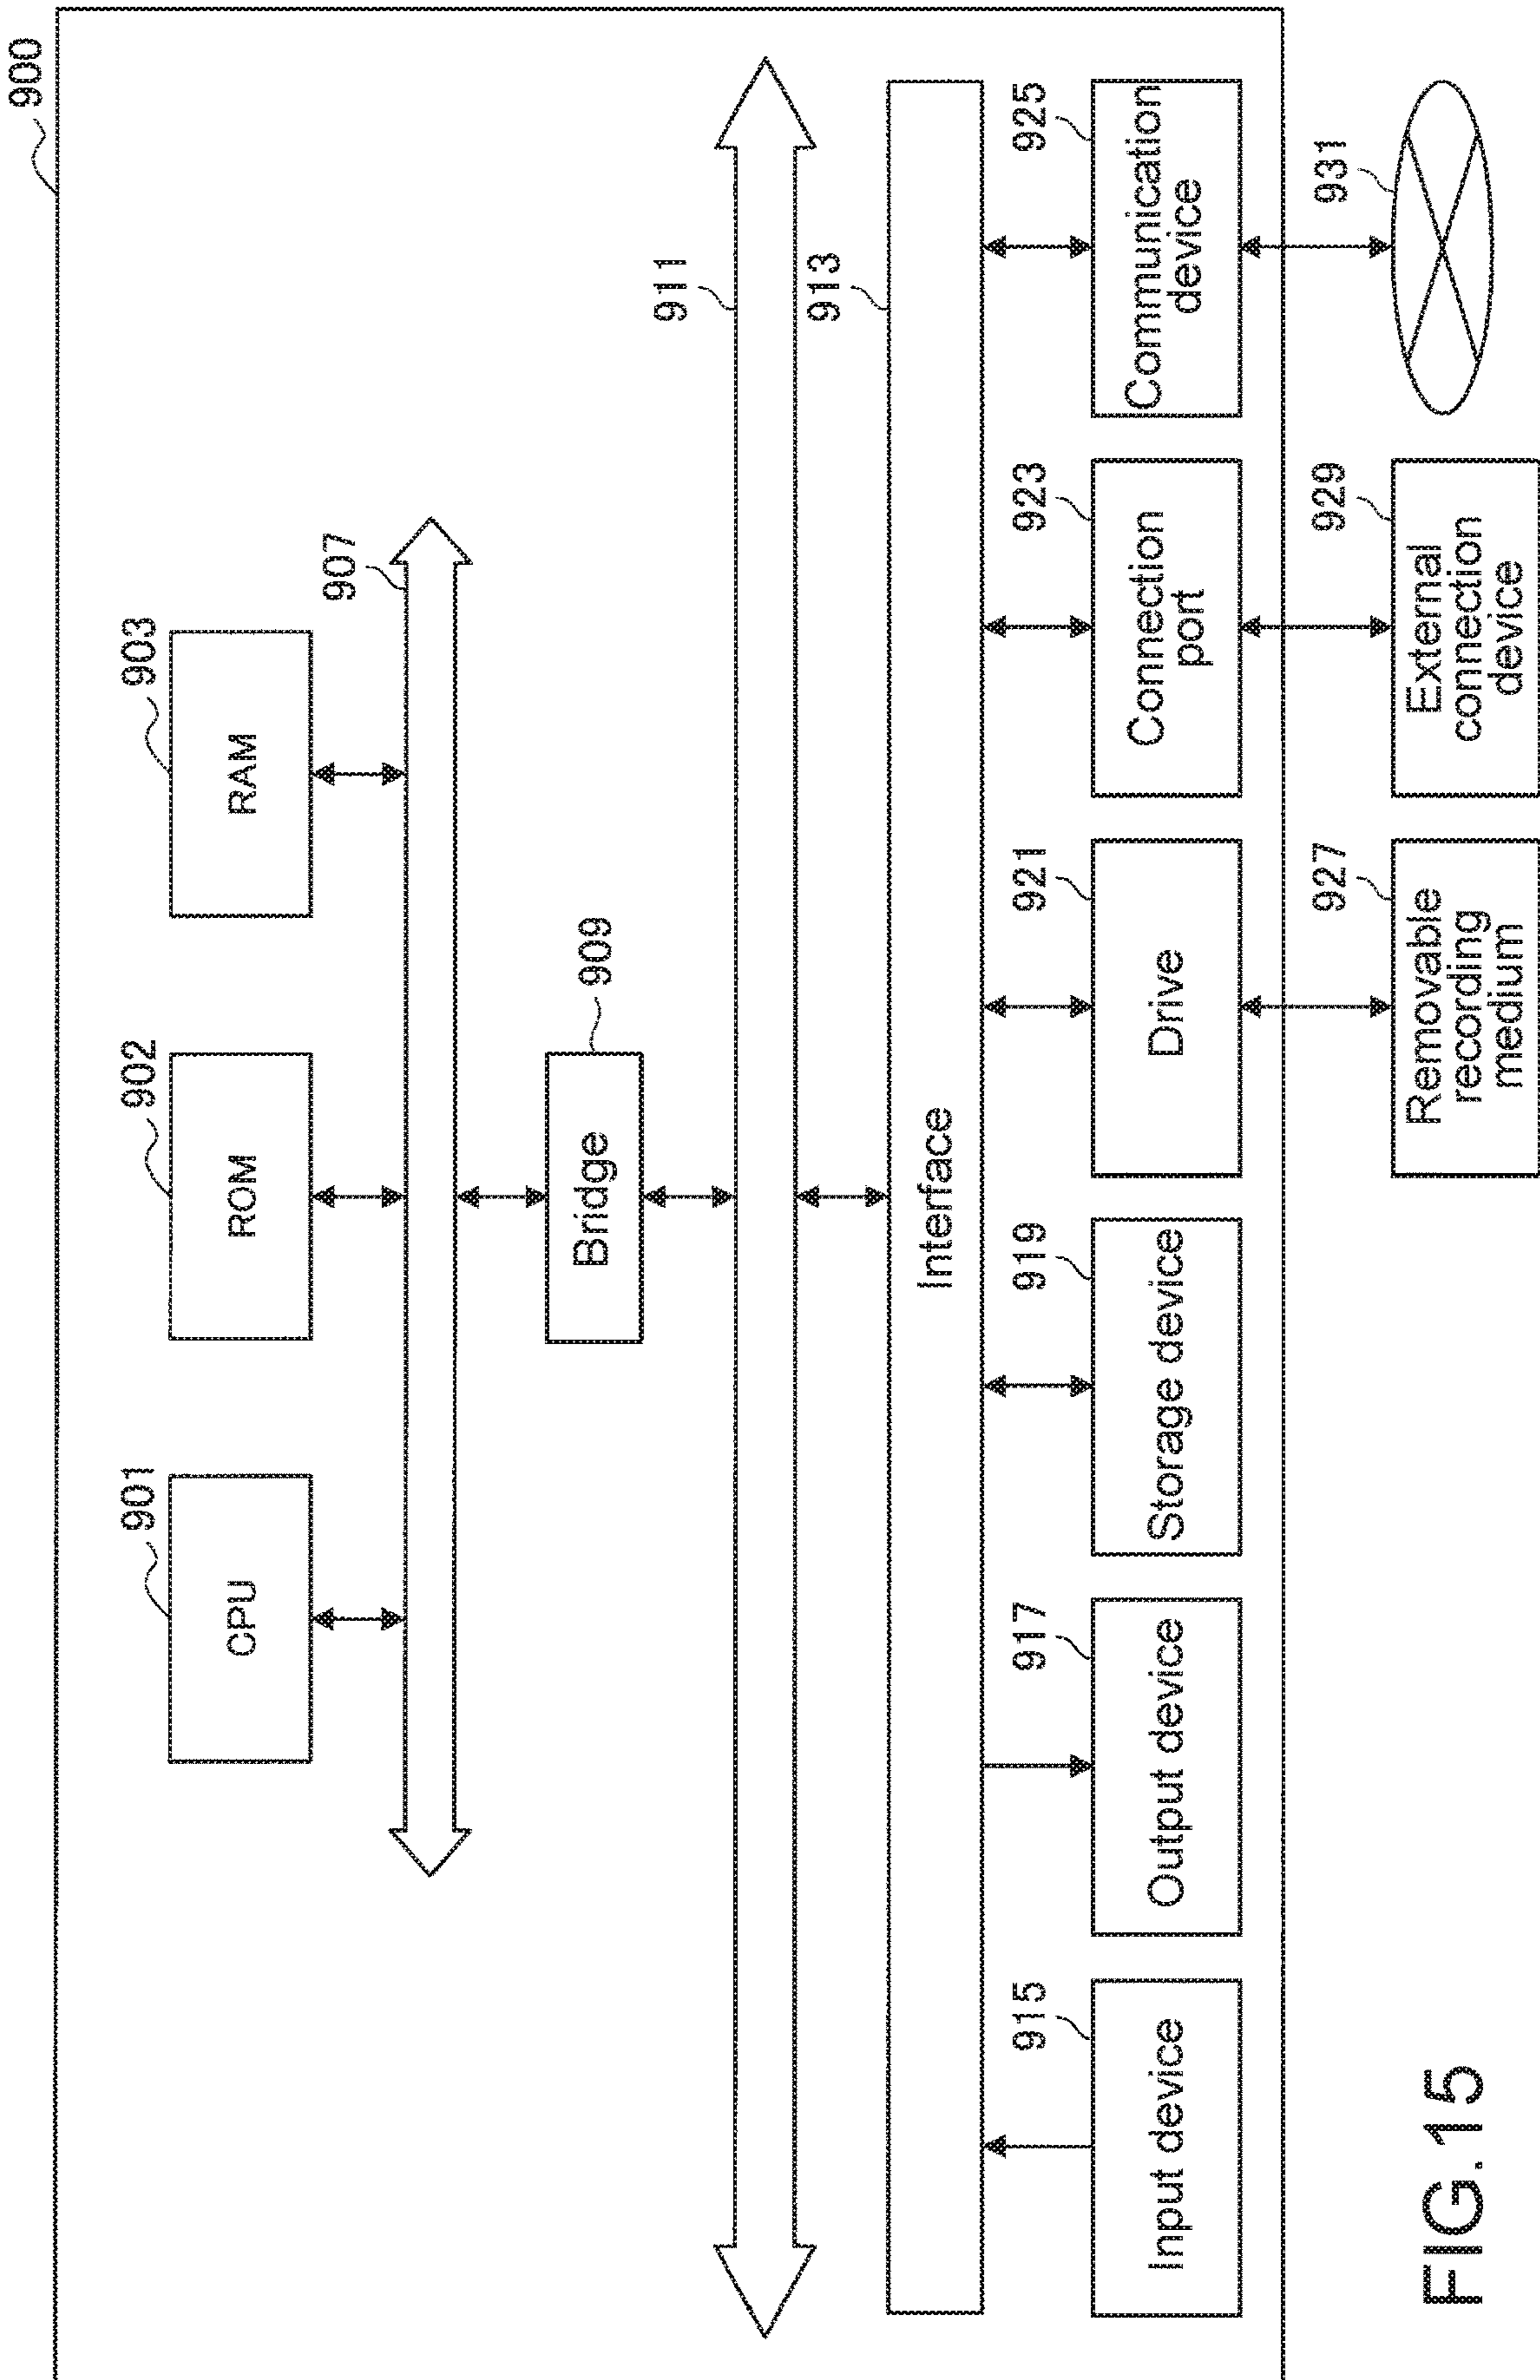 900
901
902
903
CPU
ROM
RAM
907
909
Bridge
911
913
Interface
915
917
919
921
923
925
Input device
Output device
Storage device
Drive
Connection
port
Communication
device
927
929
931
Removable
recording
medium
External
connection
device
FIG.15